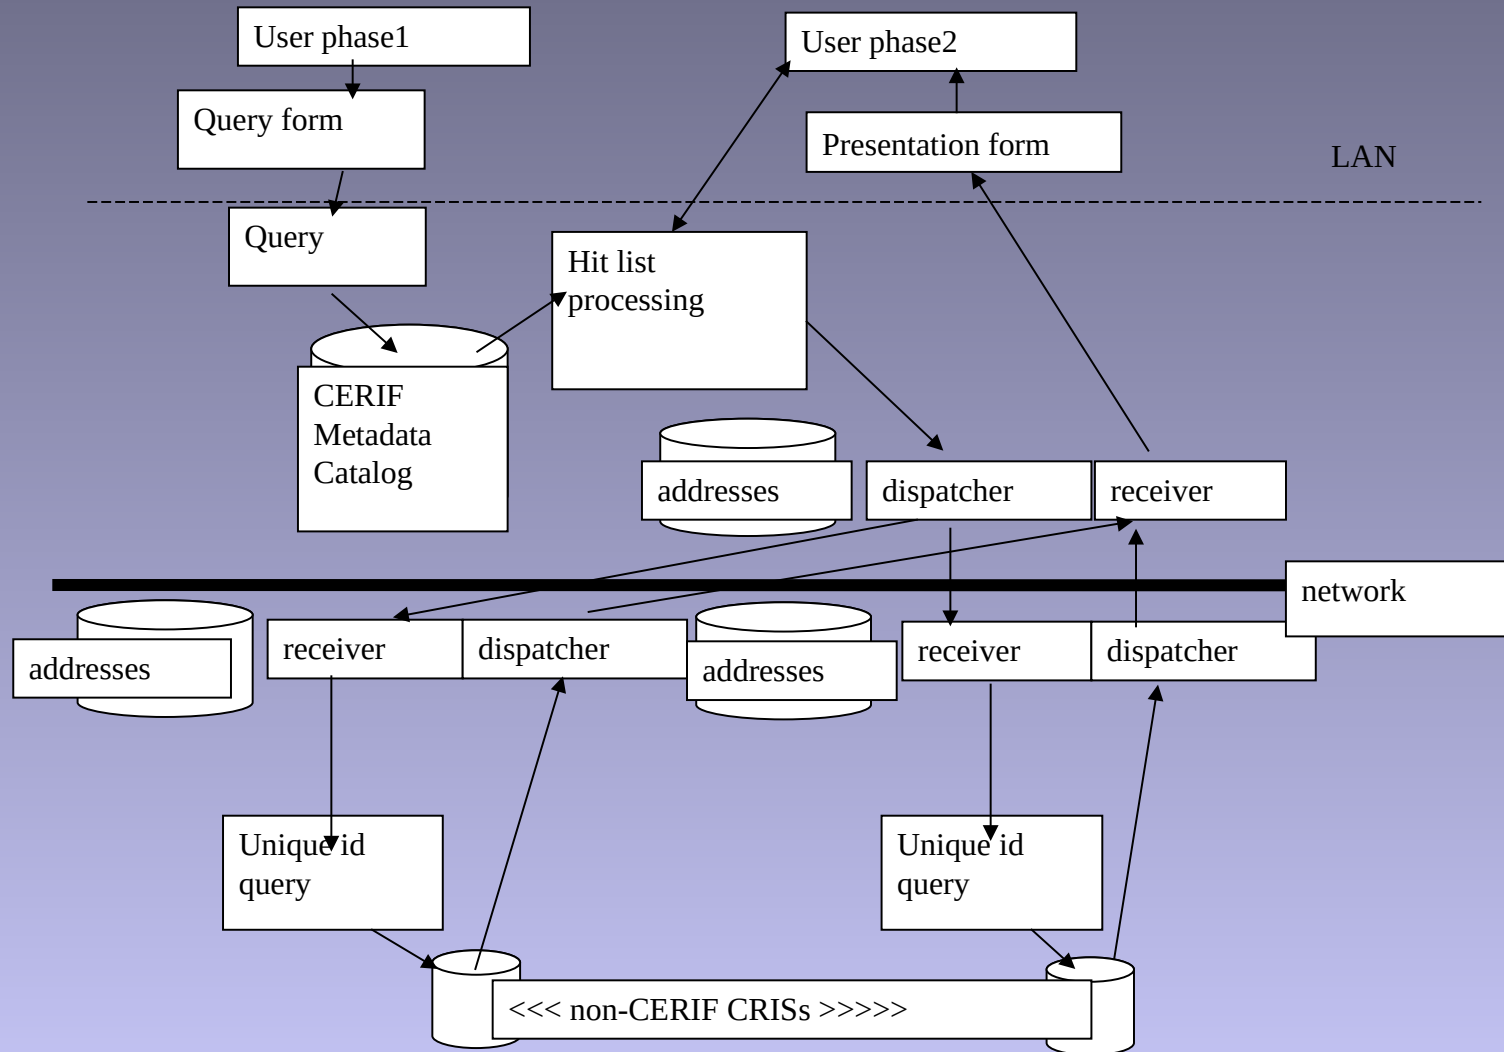 User phase1
User phase2
Query form
Presentation form
LAN
Query
Hit list
processing
CERIF
Metadata
Catalog
addresses
dispatcher
receiver
network
addresses
receiver
dispatcher
addresses
receiver
dispatcher
Unique id
query
Unique id
query
<<< non-CERIF CRISs >>>>>